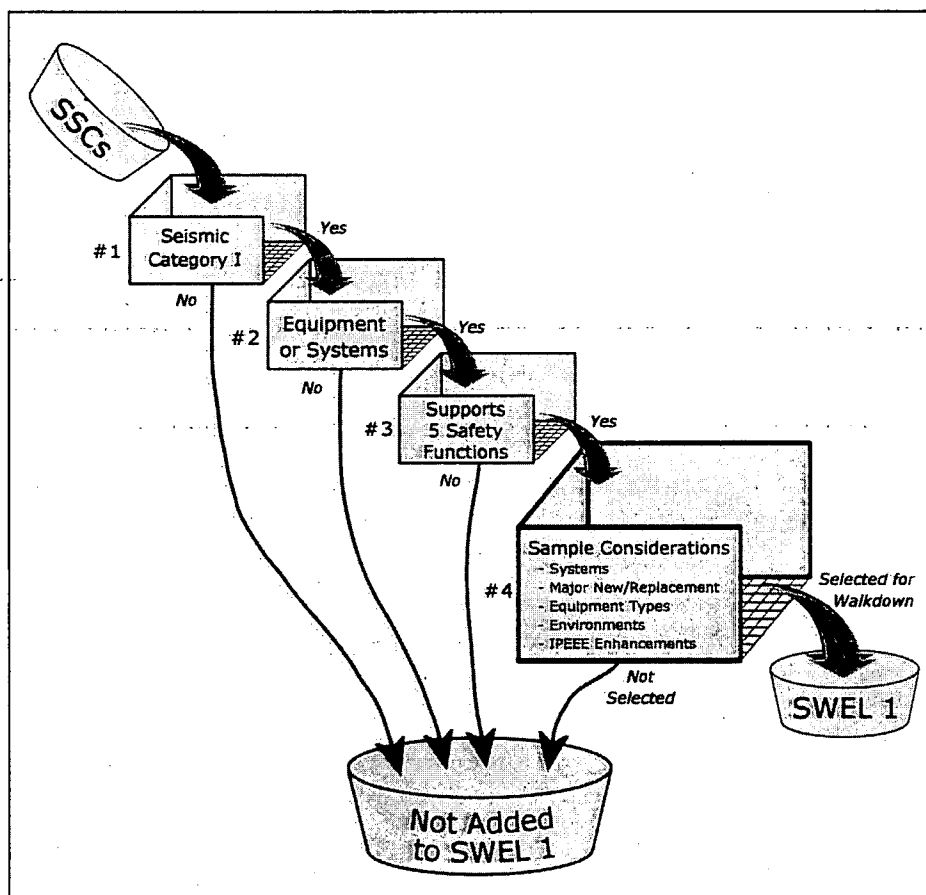 SSCs
#1
Seismic
Category I
Yes
No
#2
Equipment
or Systems
Yes
No
#3
Supports
5 Safety
Functions
Yes
No
#4
Sample Considerations
- Systems
- Major New/Replacement
- Equipment Types
- Environments
- IPEEE Enhancements
Selected for
Walkdown
Not
Selected
SWEL 1
Not Added
to SWEL 1